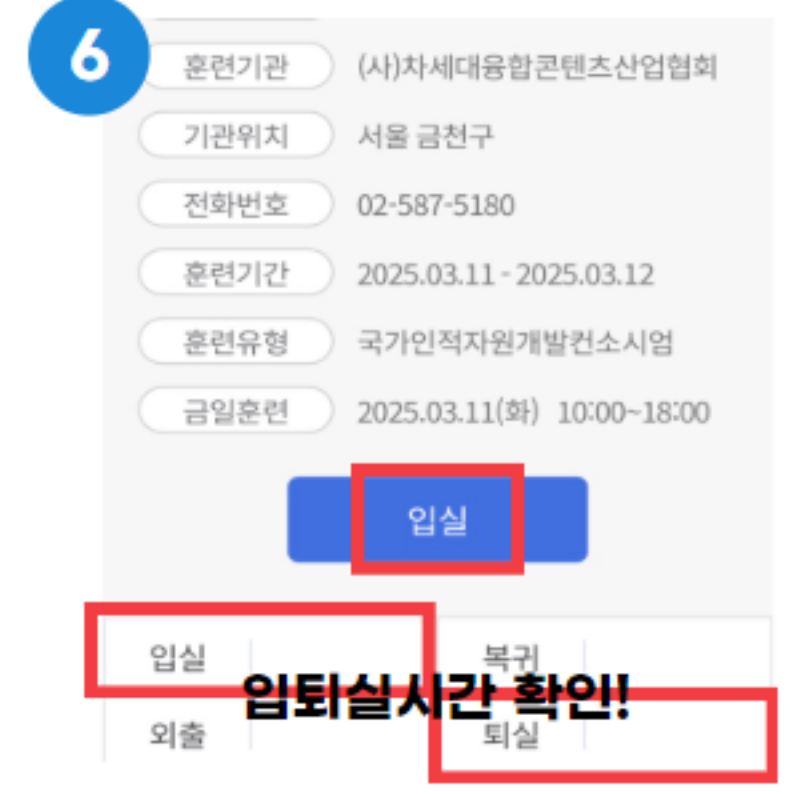 6
훈련기관 (사)차세대융합콘텐츠산업협회
기관위치 서울 금천구
전화번호 02-587-5180
훈련기간 2025.03.11 - 2025.03.12
훈련유형 국가인적자원개발컨소시엄
금일훈련 2025.03.11(화) 10:00~18:00
입실
입실 복귀
입퇴실시간 확인!
외출 퇴실